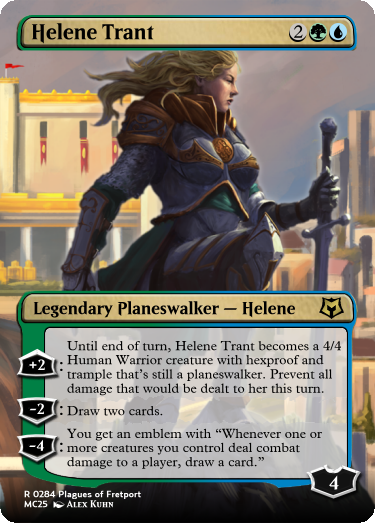 Helene Trant 2
Legendary Planeswalker — Helene
Until end of turn, Helene Trant becomes a 4/4
+2: Human Warrior creature with hexproof and
trample that's still a planeswalker. Prevent all
damage that would be dealt to her this turn.
-2: Draw two cards.
You get an emblem with “Whenever one or
-4: more creatures you control deal combat
damage to a player, draw a card.”
4
R 0284 Plagues of Fretport
MC25 Alex Kuhn